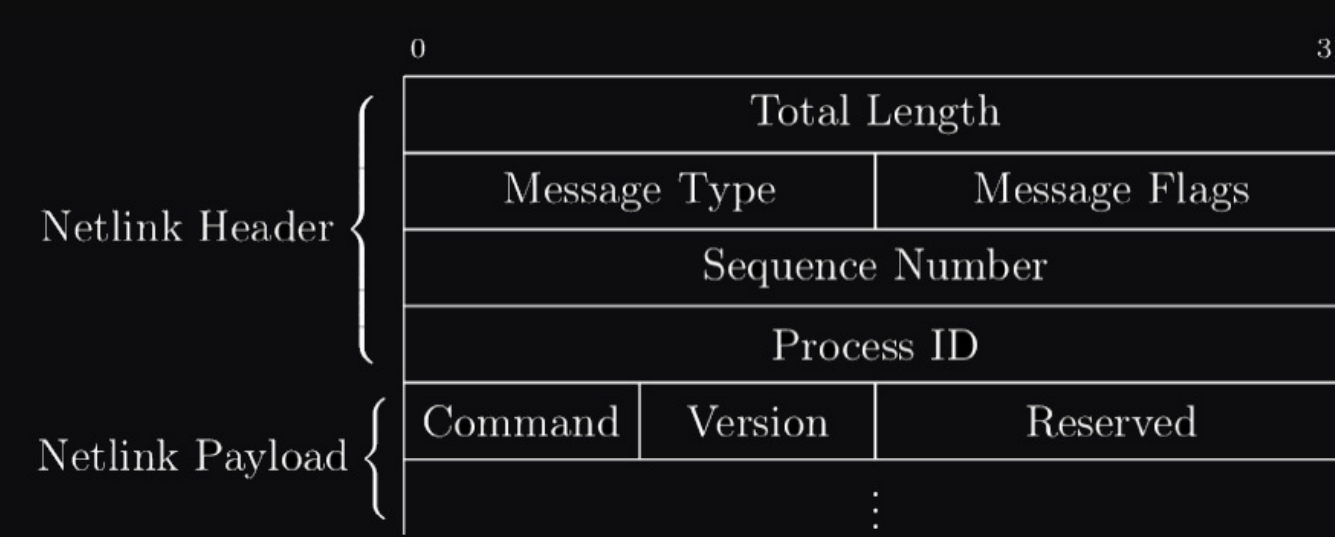 0 3
Total Length
Message Type Message Flags
Netlink Header
Sequence Number
Process ID
Command Version Reserved
Netlink Payload